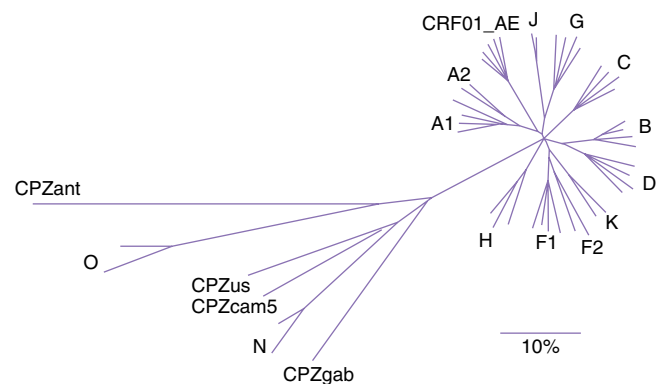 CRF01_AE
J
G
A2
C
A1
B
D
CPZant
K
H
F1
F2
O
CPZus
CPZcam5
N
10%
CPZgab